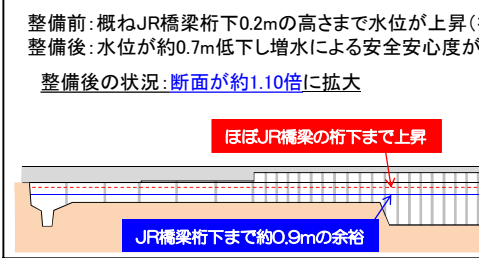 整備前：概ねJR橋梁桁下0.2mの高さまで水位が上昇（
整備後：水位が約0.7m低下し増水による安全安心度が
整備後の状況：断面が約1.10倍に拡大
ほぼJR橋梁の桁下まで上昇
JR橋梁桁下まで約0.9mの余裕